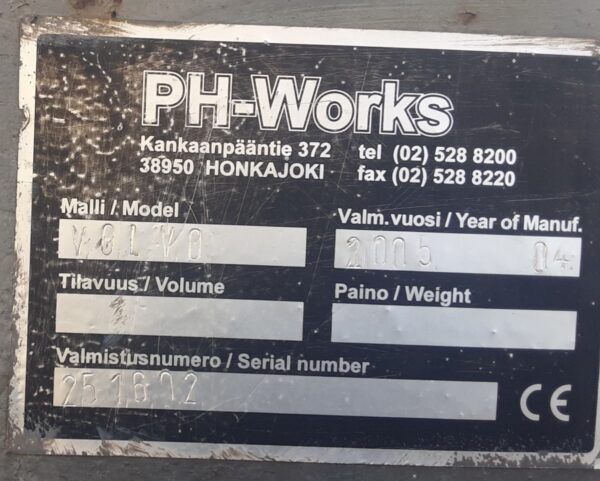 PH-Works
Kankaanpääntie 372 tel (02) 528 8200
38950 HONKAJOKI fax (02) 528 8220
Malli / Model Valm.vuosi / Year of Manuf.
VOLVO 2005 04
Tilavuus / Volume Paino / Weight
Valmistusnumero / Serial number
251602 CE